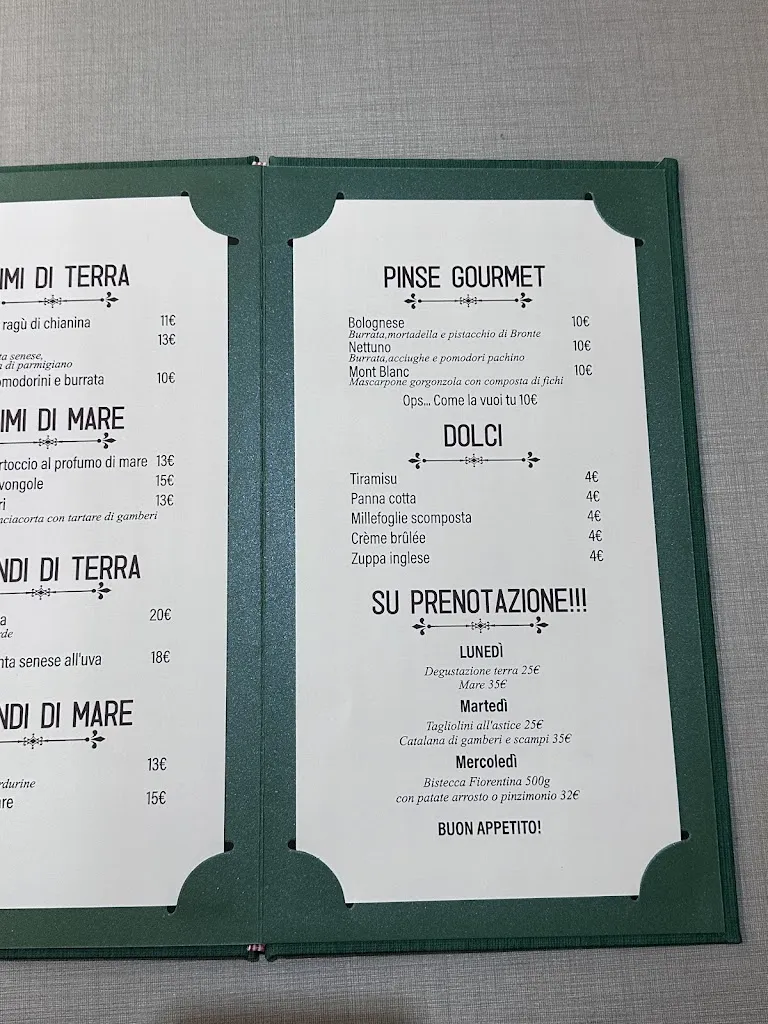 IMI DI TERRA
ragù di chianina 11€
13€
ta senese,
a di parmigiano
omodorini e burrata 10€
IMI DI MARE
rtoccio al profumo di mare 13€
vongole 15€
ri 13€
nciacorta con tartare di gamberi
NDI DI TERRA
a 20€
rde
nta senese all'uva 18€
NDI DI MARE
13€
rdurine
are 15€
PINSE GOURMET
Bolognese 10€
Burrata,mortadella e pistacchio di Bronte
Nettuno 10€
Burrata,acciughe e pomodori pachino
Mont Blanc 10€
Mascarpone gorgonzola con composta di fichi
Ops... Come la vuoi tu 10€
DOLCI
Tiramisu 4€
Panna cotta 4€
Millefoglie scomposta 4€
Crème brûlée 4€
Zuppa inglese 4€
SU PRENOTAZIONE!!!
LUNEDÌ
Degustazione terra 25€
Mare 35€
Martedì
Tagliolini all'astice 25€
Catalana di gamberi e scampi 35€
Mercoledì
Bistecca Fiorentina 500g
con patate arrosto o pinzimonio 32€
BUON APPETITO!